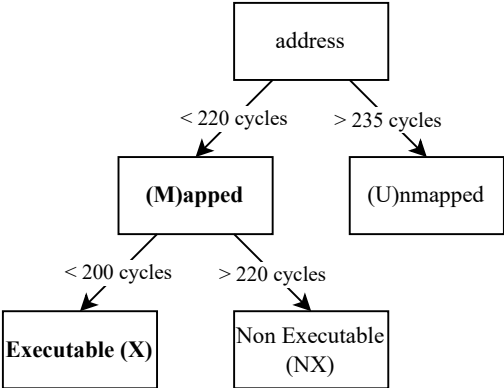 address
< 220 cycles
> 235 cycles
(M)apped
(U)nmapped
< 200 cycles
> 220 cycles
Executable (X)
Non Executable
(NX)